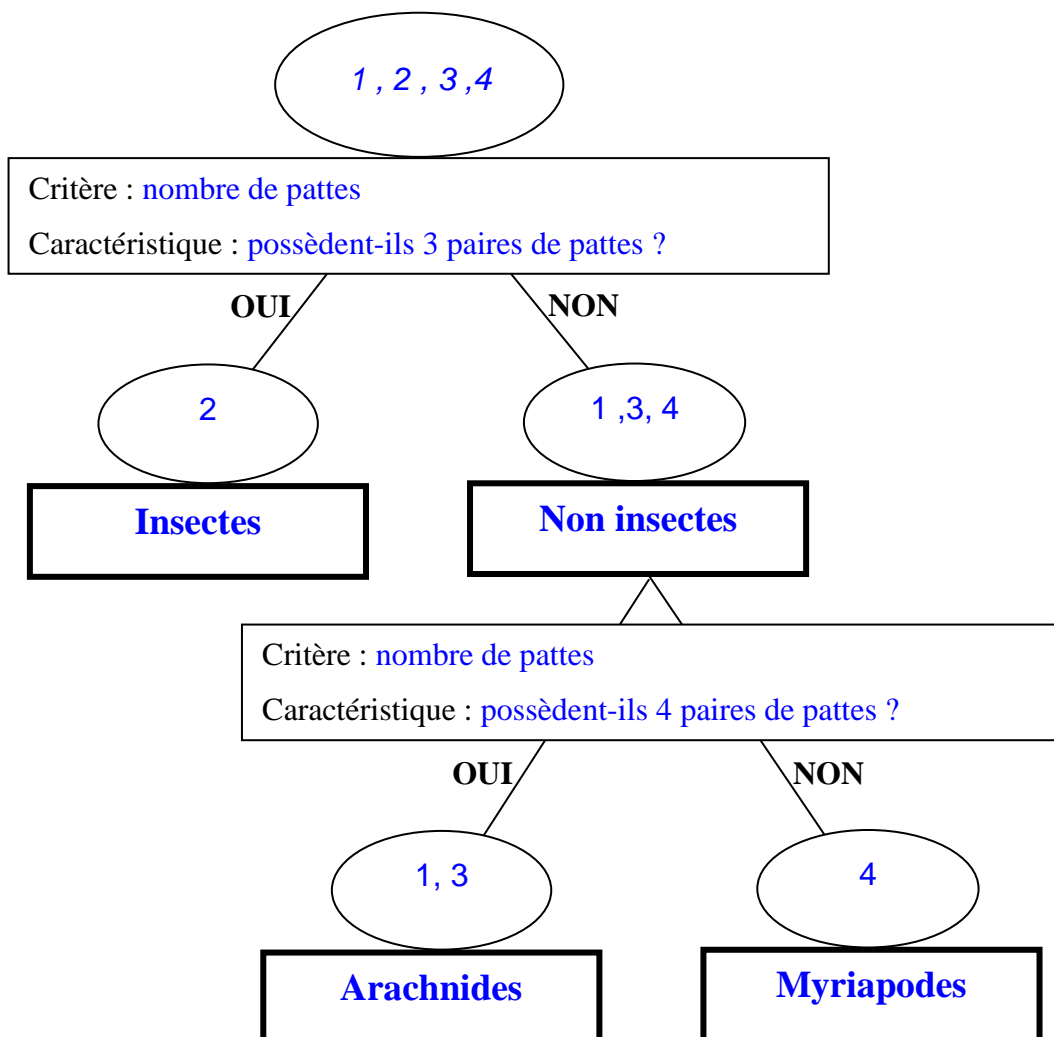 1 , 2 , 3 ,4
Critère : nombre de pattes
Caractéristique : possèdent-ils 3 paires de pattes ?
OUI
NON
2
1 ,3, 4
Insectes
Non insectes
Critère : nombre de pattes
Caractéristique : possèdent-ils 4 paires de pattes ?
OUI
NON
1, 3
4
Arachnides
Myriapodes